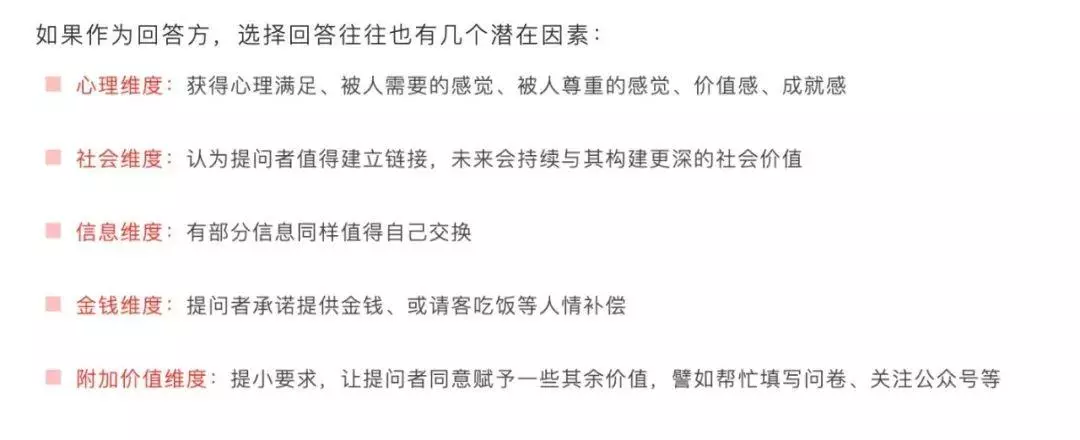 如果作为回答方，选择回答往往也有几个潜在因素：
心理维度：获得心理满足、被人需要的感觉、被人尊重的感觉、价值感、成就感
社会维度：认为提问者值得建立链接，未来会持续与其构建更深的社会价值
信息维度：有部分信息同样值得自己交换
金钱维度：提问者承诺提供金钱、或请客吃饭等人情补偿
附加价值维度：提小要求，让提问者同意赋予一些其余价值，譬如帮忙填写问卷、关注公众号等